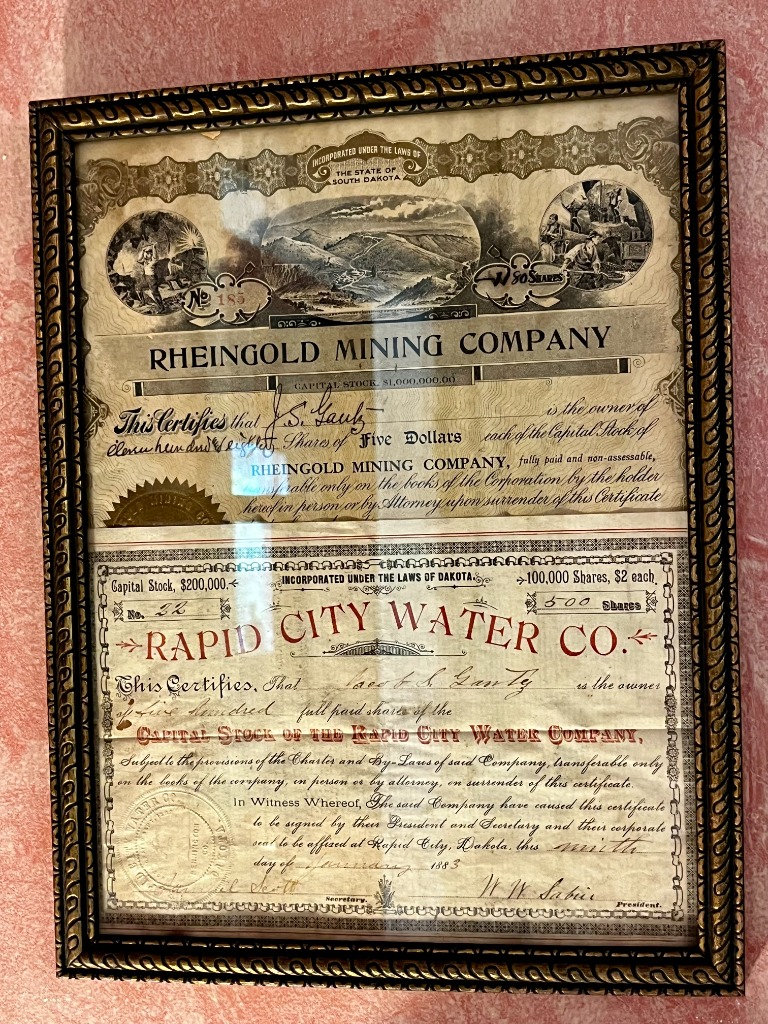 INCORPORATED UNDER THE LAWS OF
THE STATE OF
SOUTH DAKOTA
No 185
SHARES
RHEINGOLD MINING COMPANY
CAPITAL STOCK, $1,000,000.00
This Certifies that J. S. Gantz is the owner of
Eleven hundred & eighty Shares of Five Dollars each of the Capital Stock of
RHEINGOLD MINING COMPANY, fully paid and non-assessable,
transferable only on the books of the Corporation by the holder
hereof in person or by Attorney upon surrender of this Certificate
Capital Stock, $200,000.
INCORPORATED UNDER THE LAWS OF DAKOTA.
100,000 Shares, $2 each,
No. 22
500 Shares
RAPID CITY WATER CO.
This Certifies, That Jacob S. Gantz is the owner
of Five Hundred full paid shares of the
CAPITAL STOCK OF THE RAPID CITY WATER COMPANY,
Subject to the provisions of the Charter and By-Laws of said Company, transferable only
on the books of the company, in person or by attorney, on surrender of this certificate.
In Witness Whereof, The said Company have caused this certificate
to be signed by their President and Secretary and their corporate
seal to be affixed at Rapid City, Dakota, this ninth
day of January 1883
Scott
Secretary.
President.